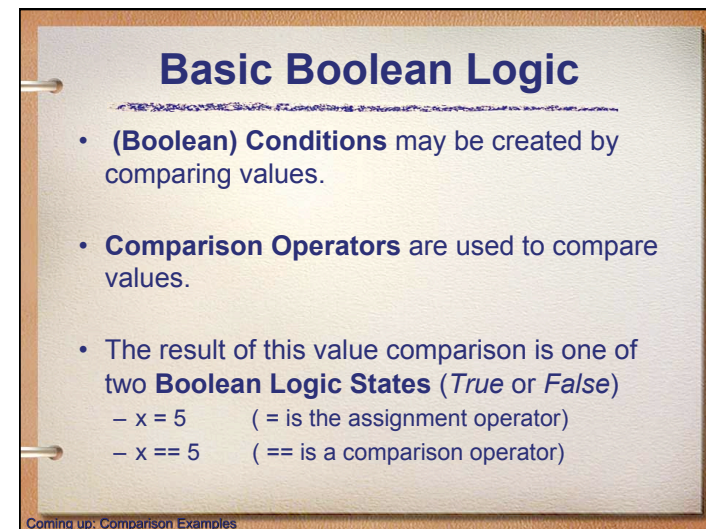 Basic Boolean Logic
• (Boolean) Conditions may be created by
comparing values.
• Comparison Operators are used to compare
values.
• The result of this value comparison is one of
two Boolean Logic States (True or False)
– x = 5 ( = is the assignment operator)
– x == 5 ( == is a comparison operator)
Coming up: Comparison Examples